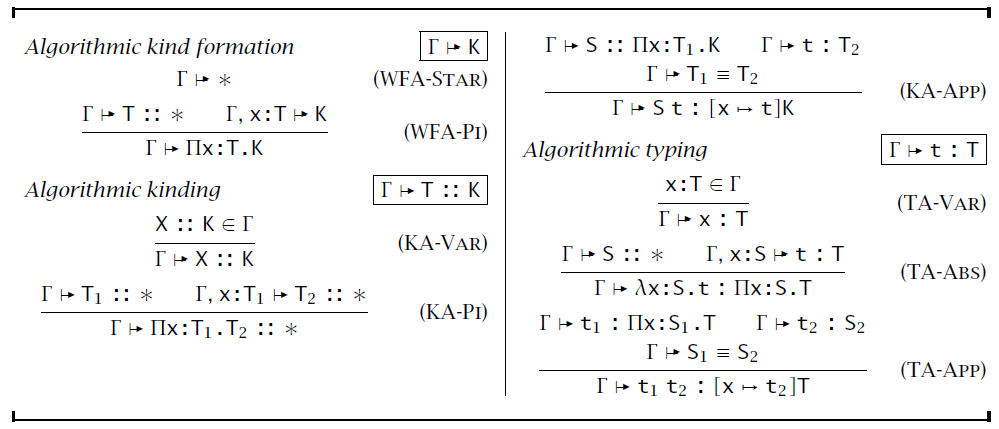 Algorithmic kind formation Γ ⊢ K
Γ ⊢ * (WFA-STAR)
Γ ⊢ T :: * Γ, x:T ⊢ K
Γ ⊢ Πx:T.K
(WFA-PI)
Algorithmic kinding Γ ⊢ T :: K
X :: K ∈ Γ
Γ ⊢ X :: K
(KA-VAR)
Γ ⊢ T₁ :: * Γ, x:T₁ ⊢ T₂ :: *
Γ ⊢ Πx:T₁.T₂ :: *
(KA-PI)
Γ ⊢ S :: Πx:T₁.K Γ ⊢ t : T₂
Γ ⊢ T₁ ≡ T₂
Γ ⊢ S t : [x ↦ t]K
(KA-APP)
Algorithmic typing Γ ⊢ t : T
x:T ∈ Γ
Γ ⊢ x : T
(TA-VAR)
Γ ⊢ S :: * Γ, x:S ⊢ t : T
Γ ⊢ λx:S.t : Πx:S.T
(TA-ABS)
Γ ⊢ t₁ : Πx:S₁.T Γ ⊢ t₂ : S₂
Γ ⊢ S₁ ≡ S₂
Γ ⊢ t₁ t₂ : [x ↦ t₂]T
(TA-APP)